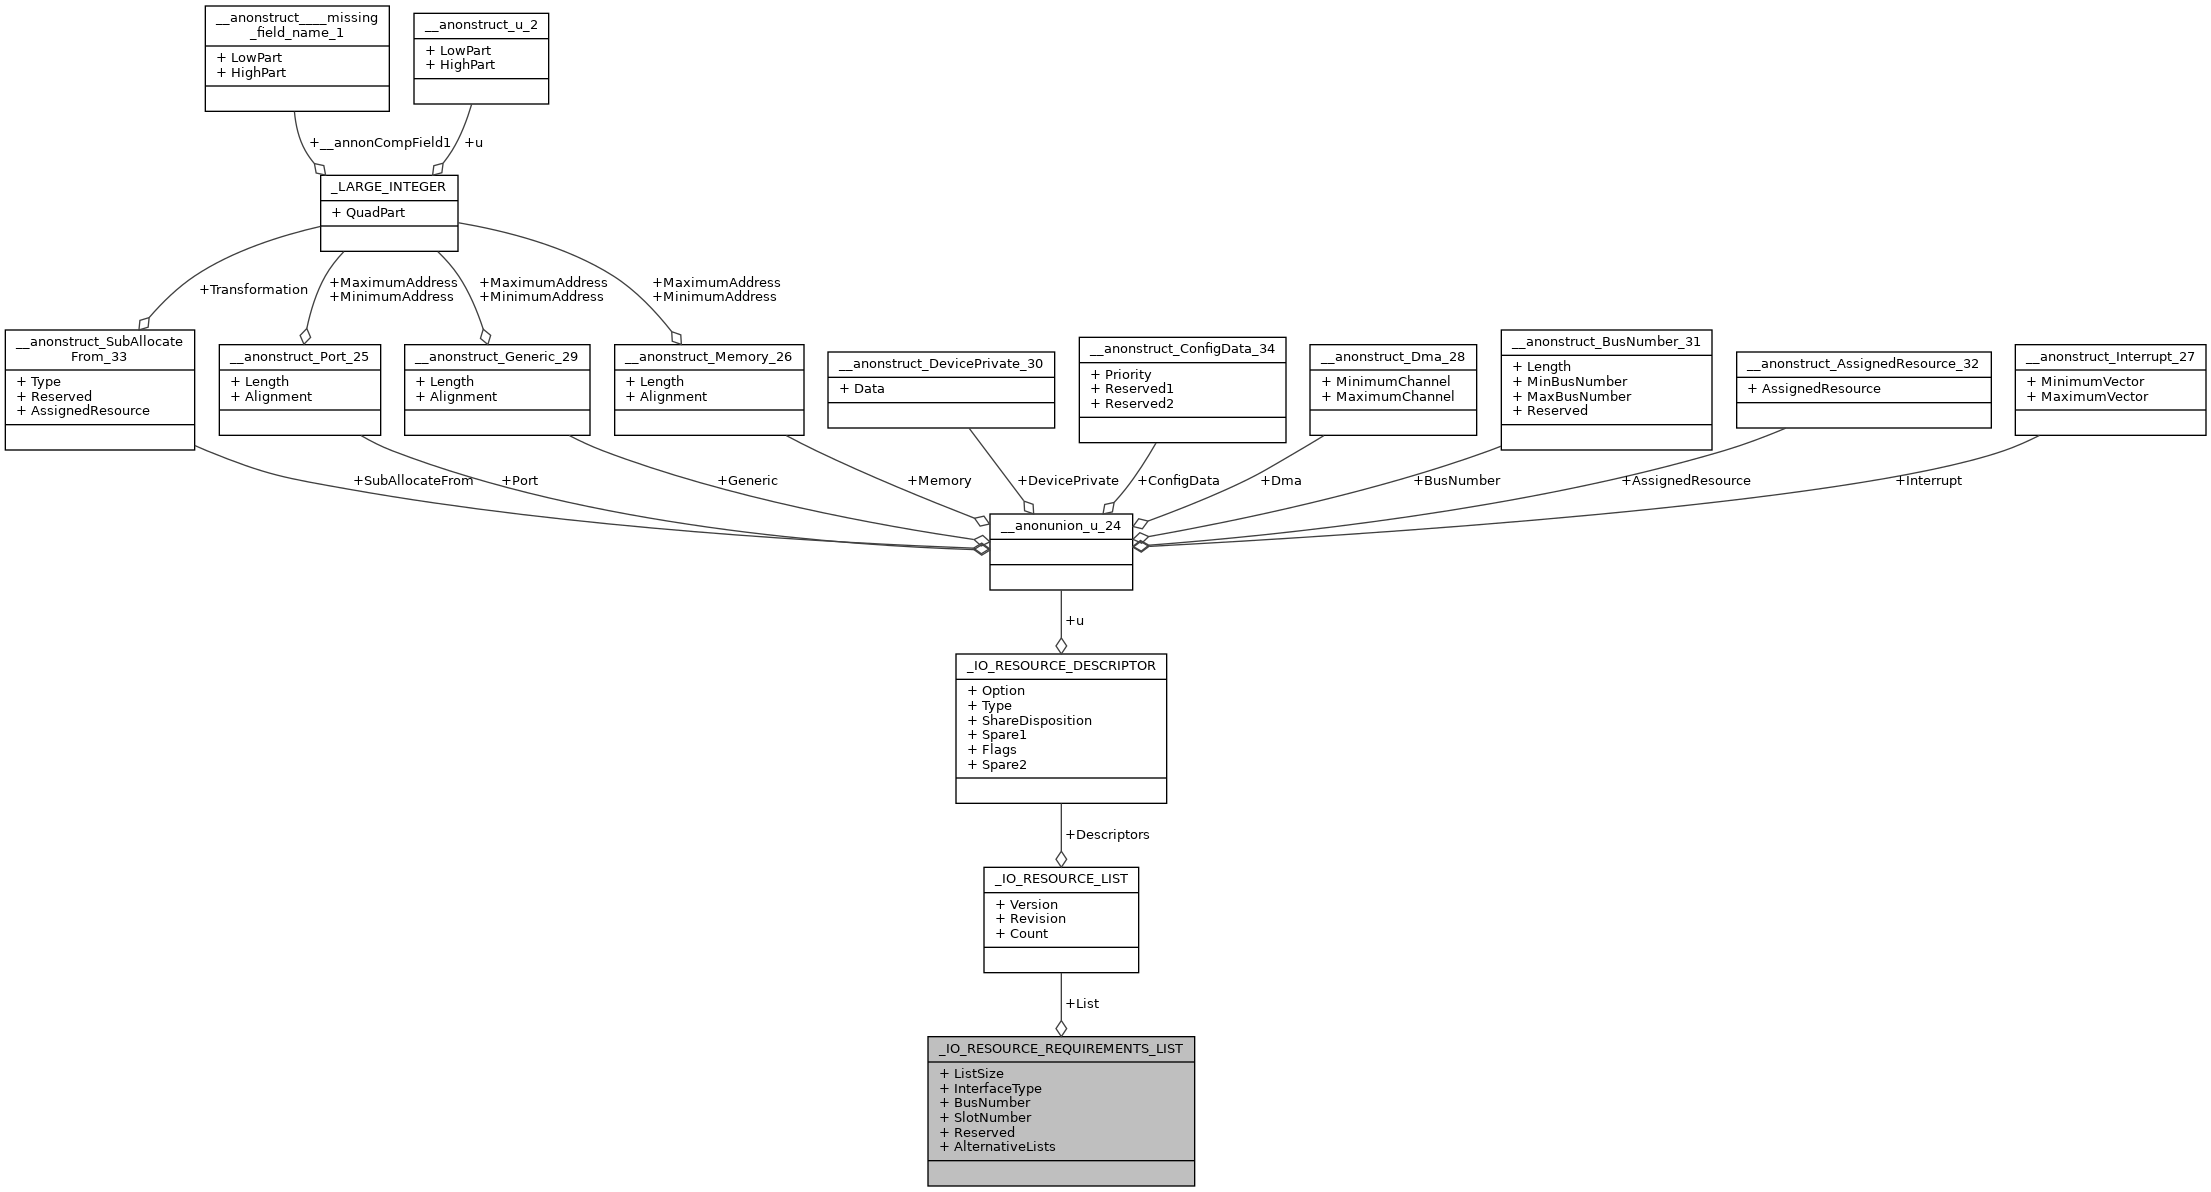 __anonstruct____missing
_field_name_1
+ LowPart
+ HighPart
__anonstruct_u_2
+ LowPart
+ HighPart
+__annonCompField1
+u
_LARGE_INTEGER
+ QuadPart
+Transformation
+MaximumAddress
+MinimumAddress
+MaximumAddress
+MinimumAddress
+MaximumAddress
+MinimumAddress
__anonstruct_SubAllocate
From_33
+ Type
+ Reserved
+ AssignedResource
__anonstruct_Port_25
+ Length
+ Alignment
__anonstruct_Generic_29
+ Length
+ Alignment
__anonstruct_Memory_26
+ Length
+ Alignment
__anonstruct_DevicePrivate_30
+ Data
__anonstruct_ConfigData_34
+ Priority
+ Reserved1
+ Reserved2
__anonstruct_Dma_28
+ MinimumChannel
+ MaximumChannel
__anonstruct_BusNumber_31
+ Length
+ MinBusNumber
+ MaxBusNumber
+ Reserved
__anonstruct_AssignedResource_32
+ AssignedResource
__anonstruct_Interrupt_27
+ MinimumVector
+ MaximumVector
+SubAllocateFrom
+Port
+Generic
+Memory
+DevicePrivate
+ConfigData
+Dma
+BusNumber
+AssignedResource
+Interrupt
__anonunion_u_24
+u
_IO_RESOURCE_DESCRIPTOR
+ Option
+ Type
+ ShareDisposition
+ Spare1
+ Flags
+ Spare2
+Descriptors
_IO_RESOURCE_LIST
+ Version
+ Revision
+ Count
+List
_IO_RESOURCE_REQUIREMENTS_LIST
+ ListSize
+ InterfaceType
+ BusNumber
+ SlotNumber
+ Reserved
+ AlternativeLists